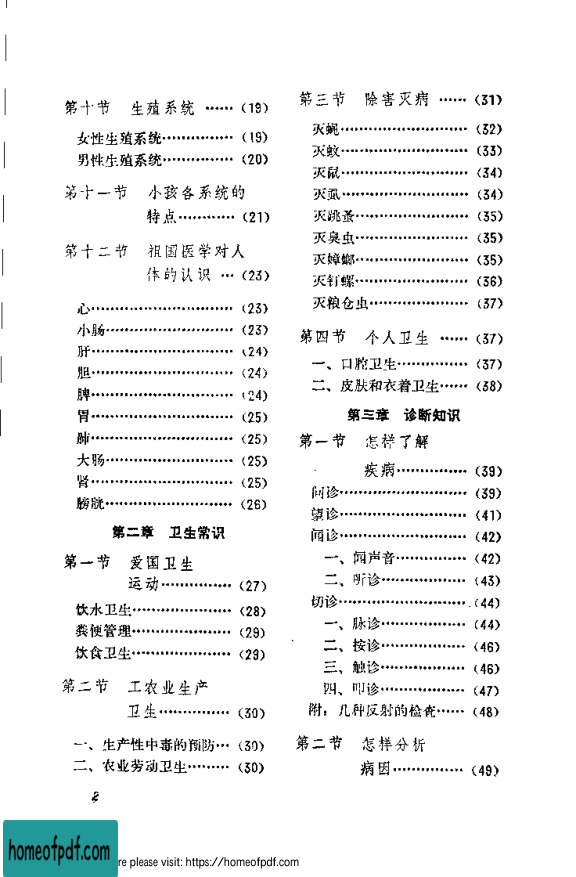 第十节 生殖系统 …… (19)
女性生殖系统…………… (19)
男性生殖系统…………… (20)
第十一节 小孩各系统的
特点………… (21)
第十二节 祖国医学对人
体的认识 … (23)
心………………………… (23)
小肠……………………… (23)
肝………………………… (24)
胆………………………… (24)
脾………………………… (24)
胃………………………… (25)
肺………………………… (25)
大肠……………………… (25)
肾………………………… (25)
膀胱……………………… (26)
第二章 卫生常识
第一节 爱国卫生
运动………… (27)
饮水卫生………………… (28)
粪便管理………………… (29)
饮食卫生………………… (29)
第二节 工农业生产
卫生………… (30)
一、生产性中毒的预防… (30)
二、农业劳动卫生……… (30)
2
第三节 除害灭病 …… (31)
灭蝇……………………… (32)
灭蚊……………………… (33)
灭鼠……………………… (34)
灭虱……………………… (34)
灭跳蚤…………………… (35)
灭臭虫…………………… (35)
灭蟑螂…………………… (35)
灭钉螺…………………… (36)
灭粮仓虫………………… (37)
第四节 个人卫生 …… (37)
一、口腔卫生…………… (37)
二、皮肤和衣着卫生…… (38)
第三章 诊断知识
第一节 怎样了解
疾病…………… (39)
问诊……………………… (39)
望诊……………………… (41)
闻诊……………………… (42)
一、闻声音…………… (42)
二、听诊……………… (43)
切诊……………………… (44)
一、脉诊……………… (44)
二、按诊……………… (46)
三、触诊……………… (46)
四、叩诊……………… (47)
附：几种反射的检查…… (48)
第二节 怎样分析
病因…………… (49)
homeofpdf.com
re please visit: https://homeofpdf.com